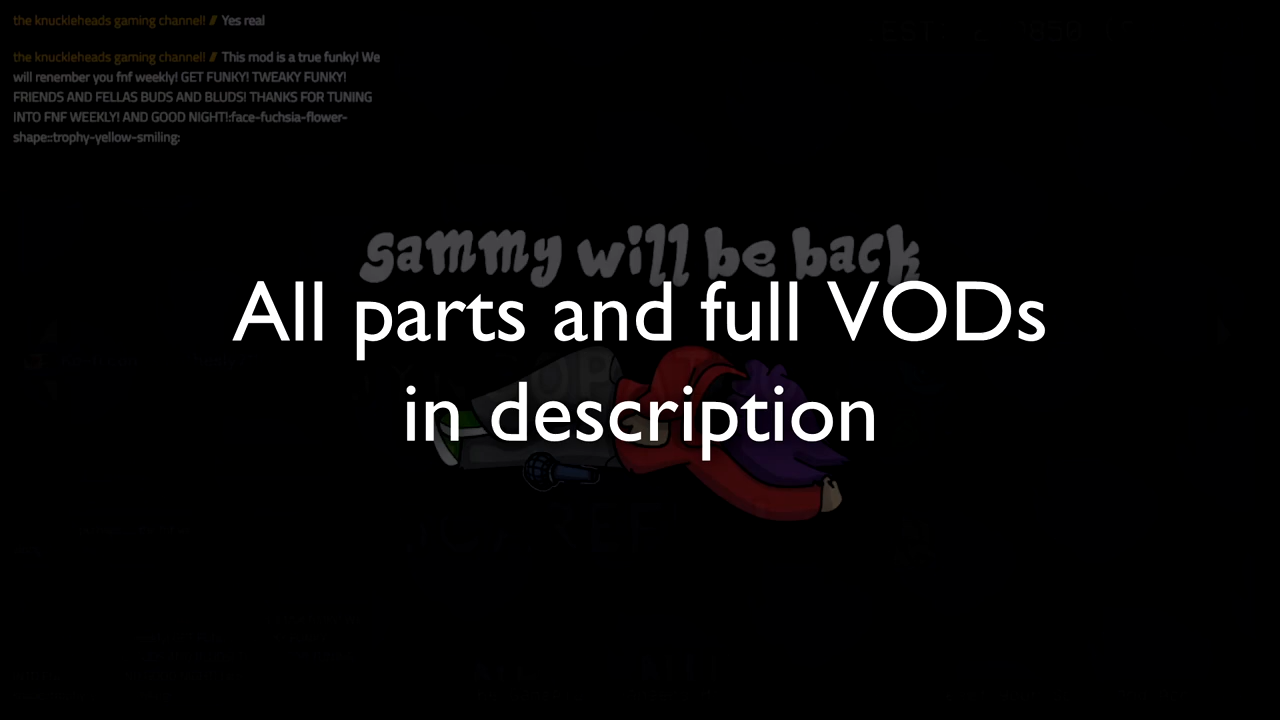 the knuckleheads gaming channel! // Yes real
the knuckleheads gaming channel! // This mod is a true funky! We
will renember you fnf weekly! GET FUNKY! TWEAKY FUNKY!
FRIENDS AND FELLAS BUDS AND BLUDS! THANKS FOR TUNING
INTO FNF WEEKLY! AND GOOD NIGHT!:face-fuchsia-flower-
shape::trophy-yellow-smiling:
sammy will be back
All parts and full VODs
in description